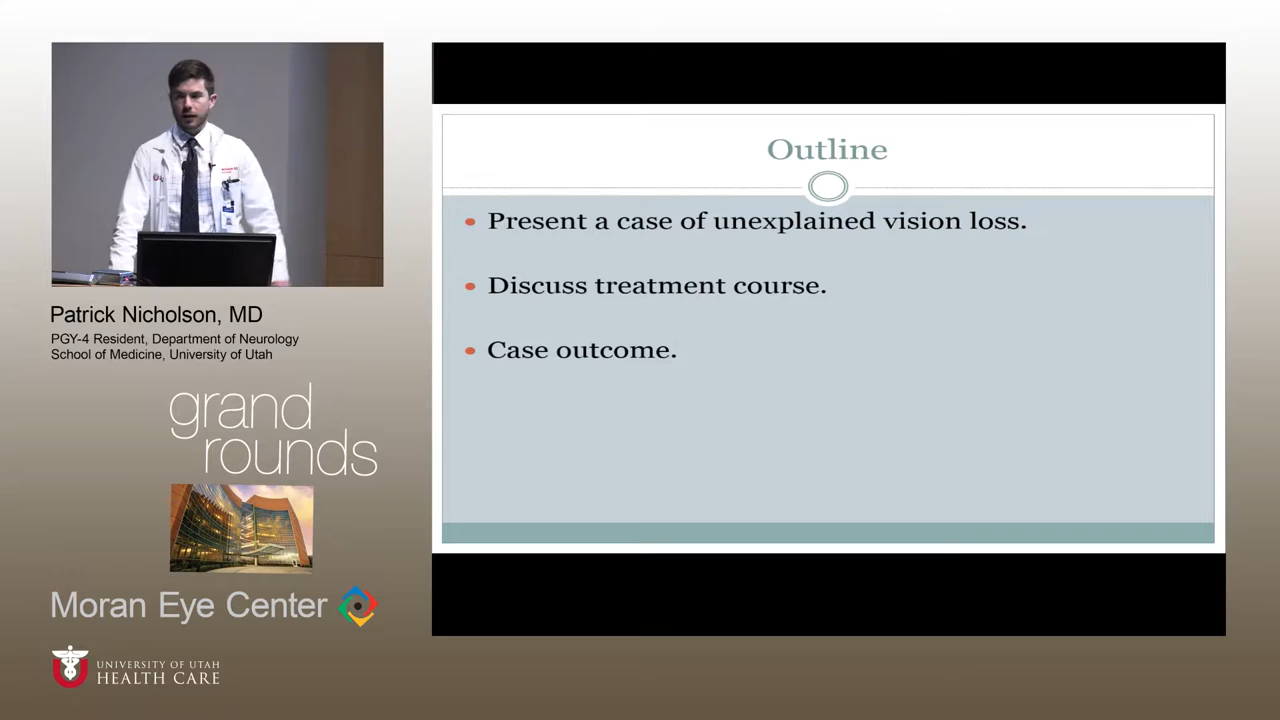 Patrick Nicholson, MD
PGY-4 Resident, Department of Neurology
School of Medicine, University of Utah
grand
rounds
Moran Eye Center
UNIVERSITY OF UTAH
HEALTH CARE
Outline
Present a case of unexplained vision loss.
Discuss treatment course.
Case outcome.